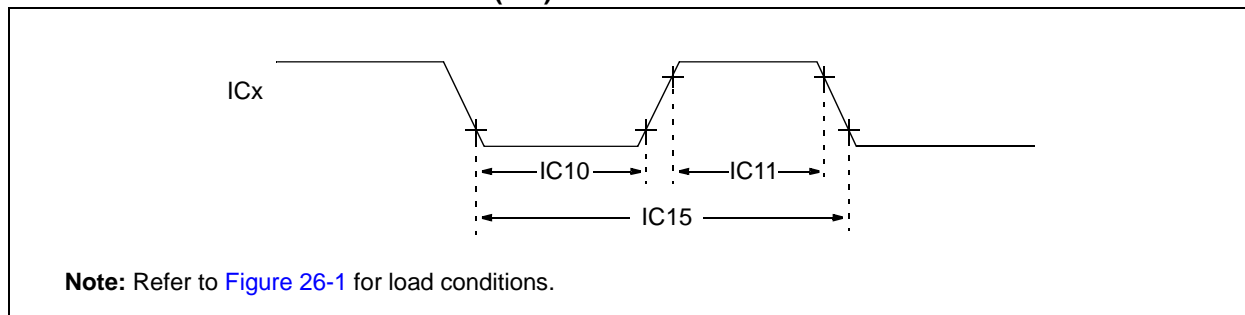 ICx
IC10
IC11
IC15
Note: Refer to Figure 26-1 for load conditions.